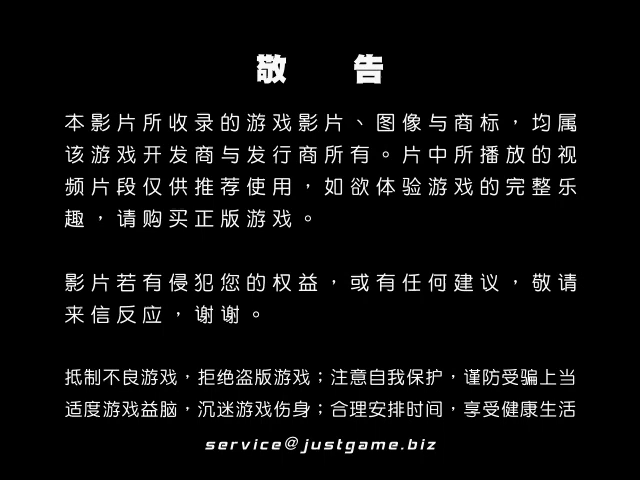 敬 告
本影片所收录的游戏影片、图像与商标，均属
该游戏开发商与发行商所有。片中所播放的视
频片段仅供推荐使用，如欲体验游戏的完整乐
趣，请购买正版游戏。
影片若有侵犯您的权益，或有任何建议，敬请
来信反应，谢谢。
抵制不良游戏，拒绝盗版游戏；注意自我保护，谨防受骗上当
适度游戏益脑，沉迷游戏伤身；合理安排时间，享受健康生活
service@justgame.biz